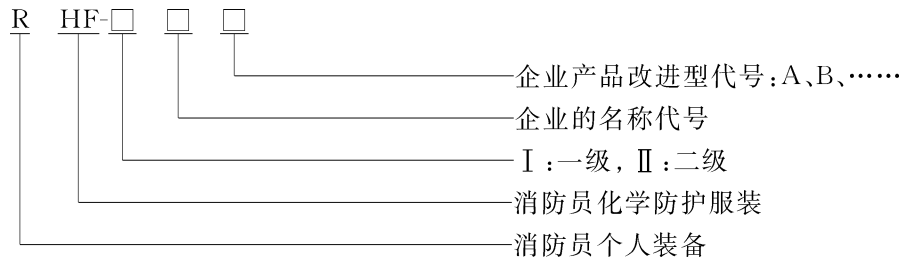 R HF-□ □ □
企业产品改进型代号:A、B、……
企业的名称代号
Ⅰ:一级,Ⅱ:二级
消防员化学防护服装
消防员个人装备